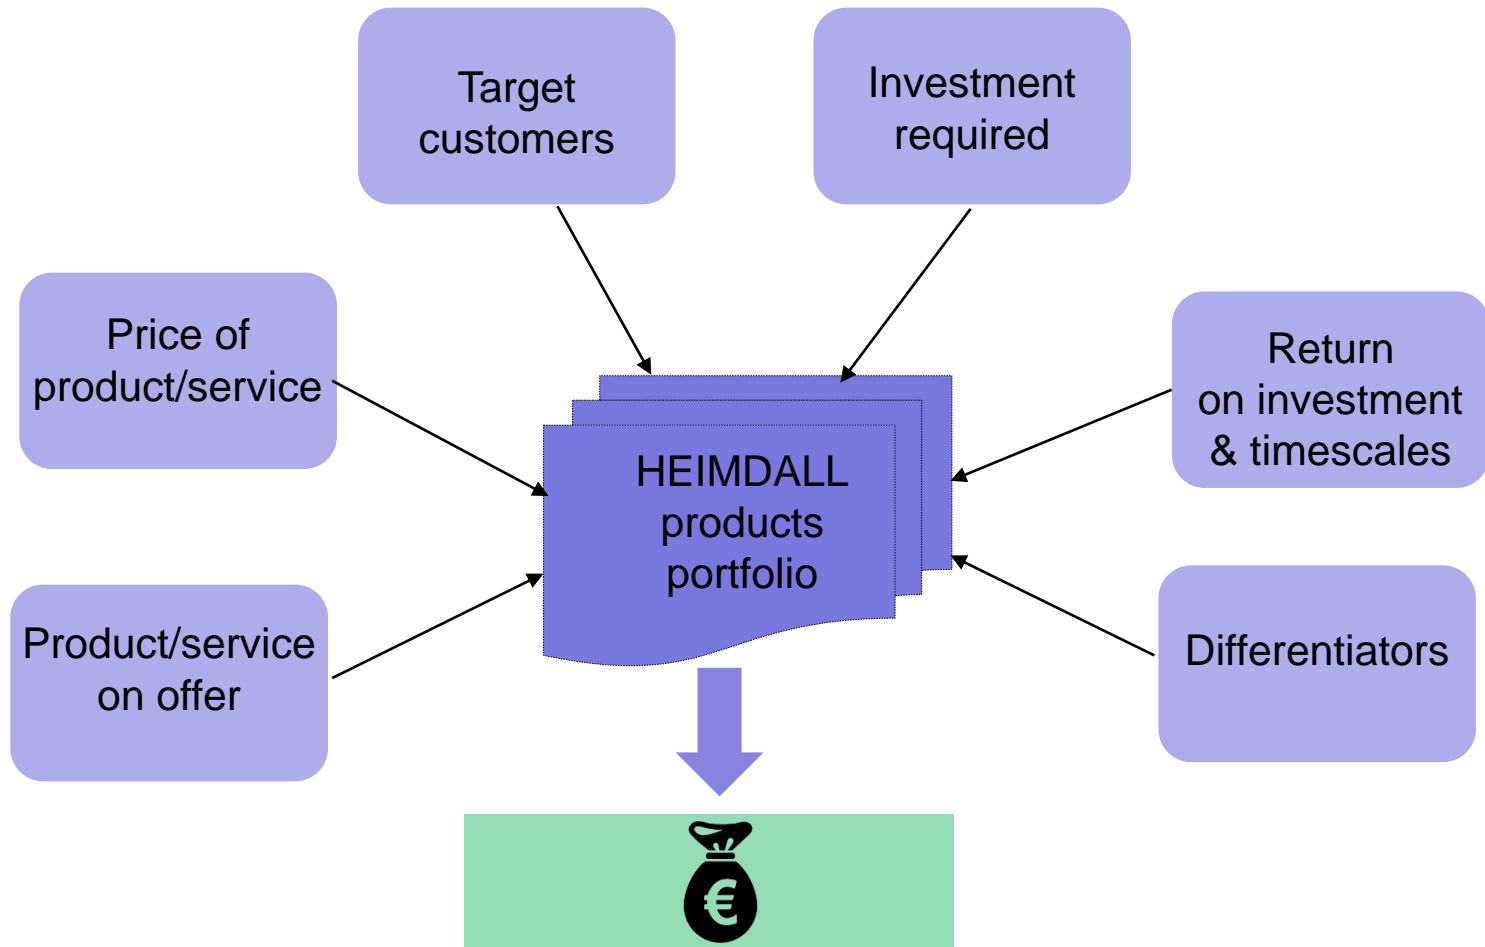 Target
customers
Investment
required
Price of
product/service
Return
on investment
& timescales
HEIMDALL
products
portfolio
Product/service
on offer
Differentiators
€